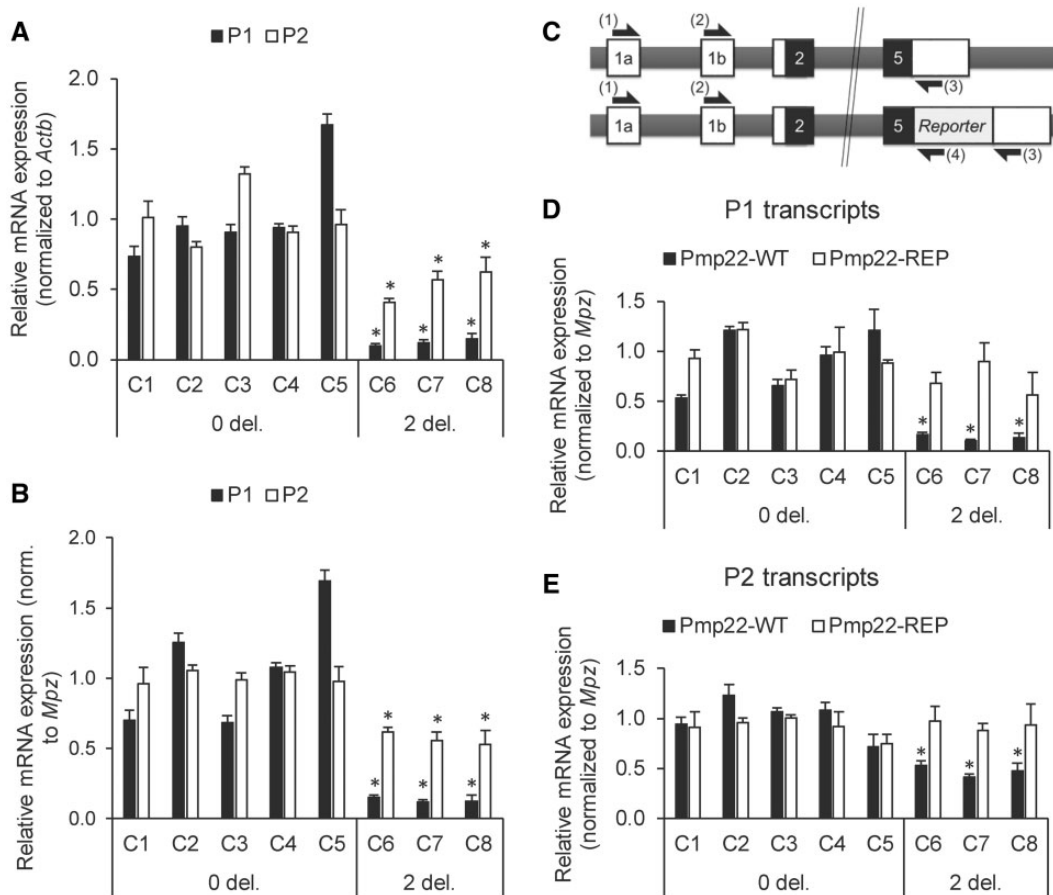 A
■P1 □P2
Relative mRNA expression
(normalized to Actb)
2.0
1.5
1.0
0.5
0.0
* * * * * *
C1 C2 C3 C4 C5 C6 C7 C8
0 del. 2 del.
B
■P1 □P2
Relative mRNA expression (norm.
to Mpz)
2.0
1.5
1.0
0.5
0.0
* * * * * *
C1 C2 C3 C4 C5 C6 C7 C8
0 del. 2 del.
C
(1) (2)
1a 1b 2 5
(1) (2) (3)
1a 1b 2 5 Reporter
(4) (3)
D
P1 transcripts
■Pmp22-WT □Pmp22-REP
Relative mRNA expression
(normalized to Mpz)
1.5
1.0
0.5
0.0
* * *
C1 C2 C3 C4 C5 C6 C7 C8
0 del. 2 del.
E
P2 transcripts
■Pmp22-WT □Pmp22-REP
Relative mRNA expression
(normalized to Mpz)
1.5
1.0
0.5
0.0
* * *
C1 C2 C3 C4 C5 C6 C7 C8
0 del. 2 del.